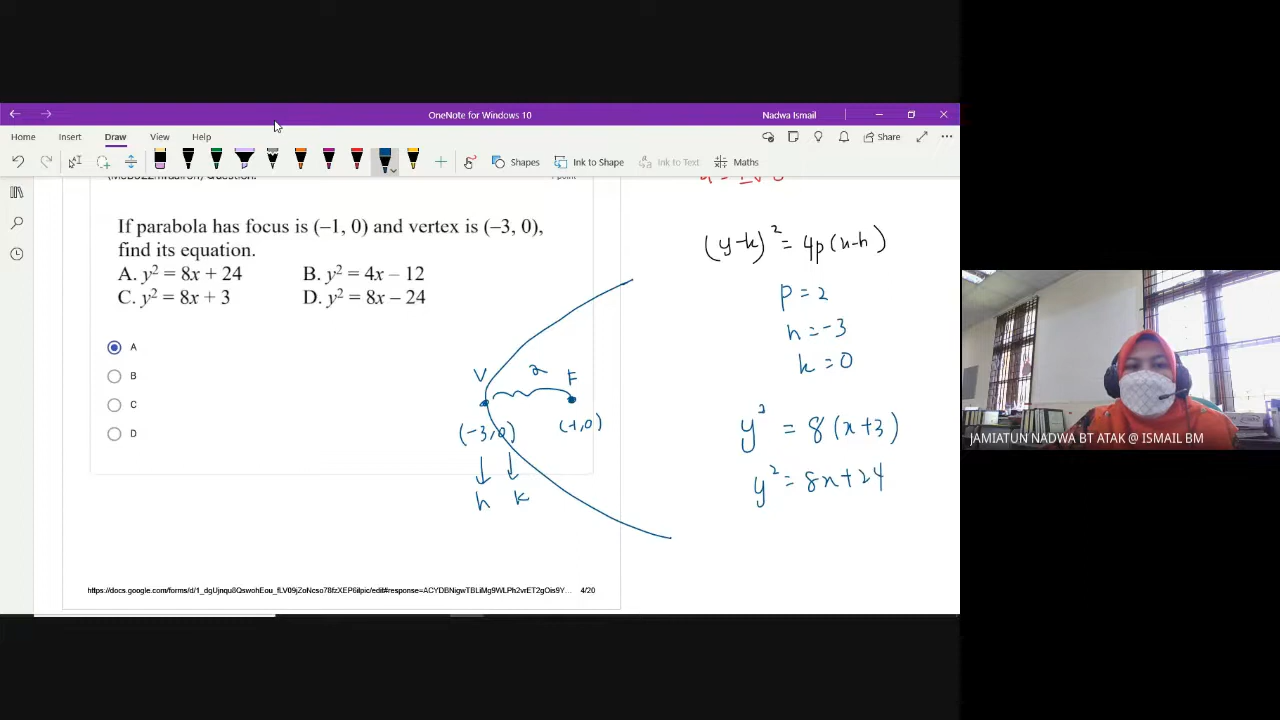 OneNote for Windows 10
Nadwa Ismail
Home Insert Draw View Help
Share
Shapes Ink to Shape Ink to Text Maths
If parabola has focus is (–1, 0) and vertex is (–3, 0),
find its equation.
A. y² = 8x + 24 B. y² = 4x – 12
C. y² = 8x + 3 D. y² = 8x – 24
A
B
C
D
V 2 F
(-3,0) (-1,0)
↓ ↓
h k
(y-k)² = 4p(x-h)
p = 2
h = -3
k = 0
y² = 8(x+3)
y² = 8x+24
4/20
JAMIATUN NADWA BT ATAK @ ISMAIL BM